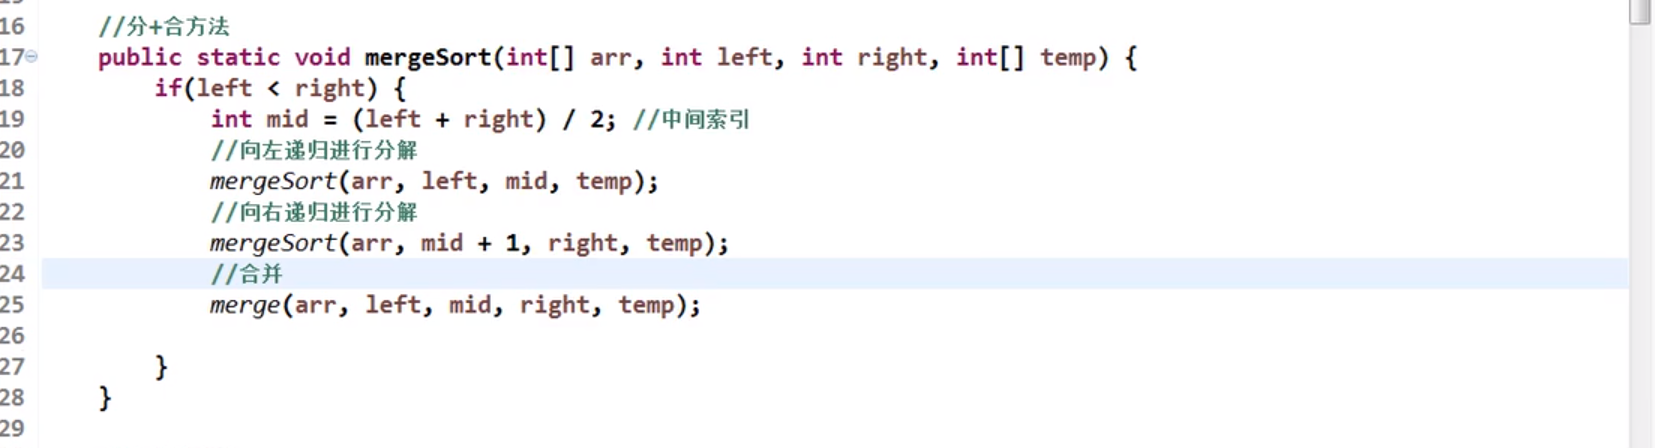 16 //分+合方法
17 public static void mergeSort(int[] arr, int left, int right, int[] temp) {
18 if(left < right) {
19 int mid = (left + right) / 2; //中间索引
20 //向左递归进行分解
21 mergeSort(arr, left, mid, temp);
22 //向右递归进行分解
23 mergeSort(arr, mid + 1, right, temp);
24 //合并
25 merge(arr, left, mid, right, temp);
26
27 }
28 }
29